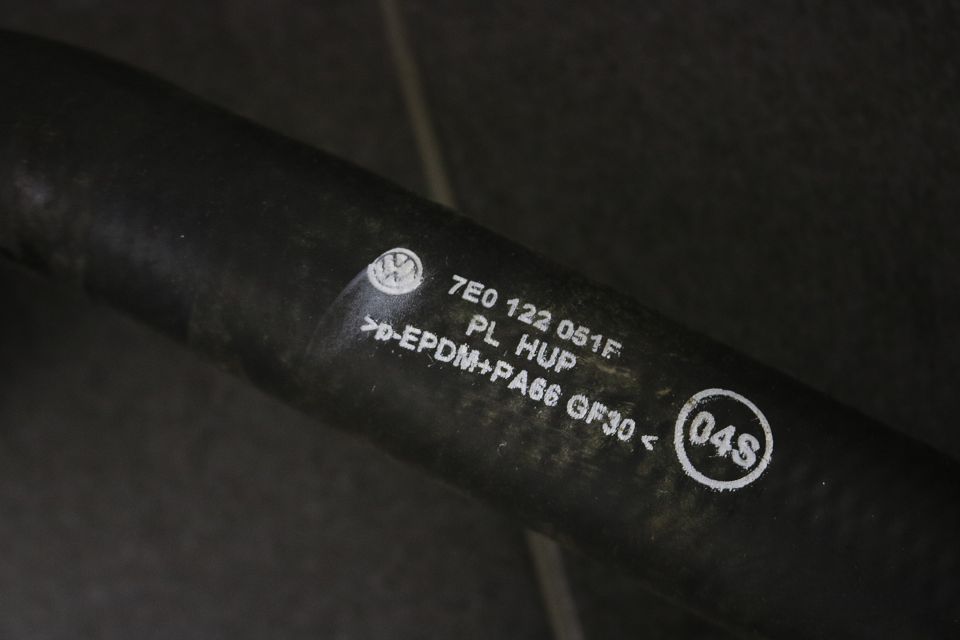 7E0 122 051F
PL HUP
>p-EPDM+PA66 GF30<
04S